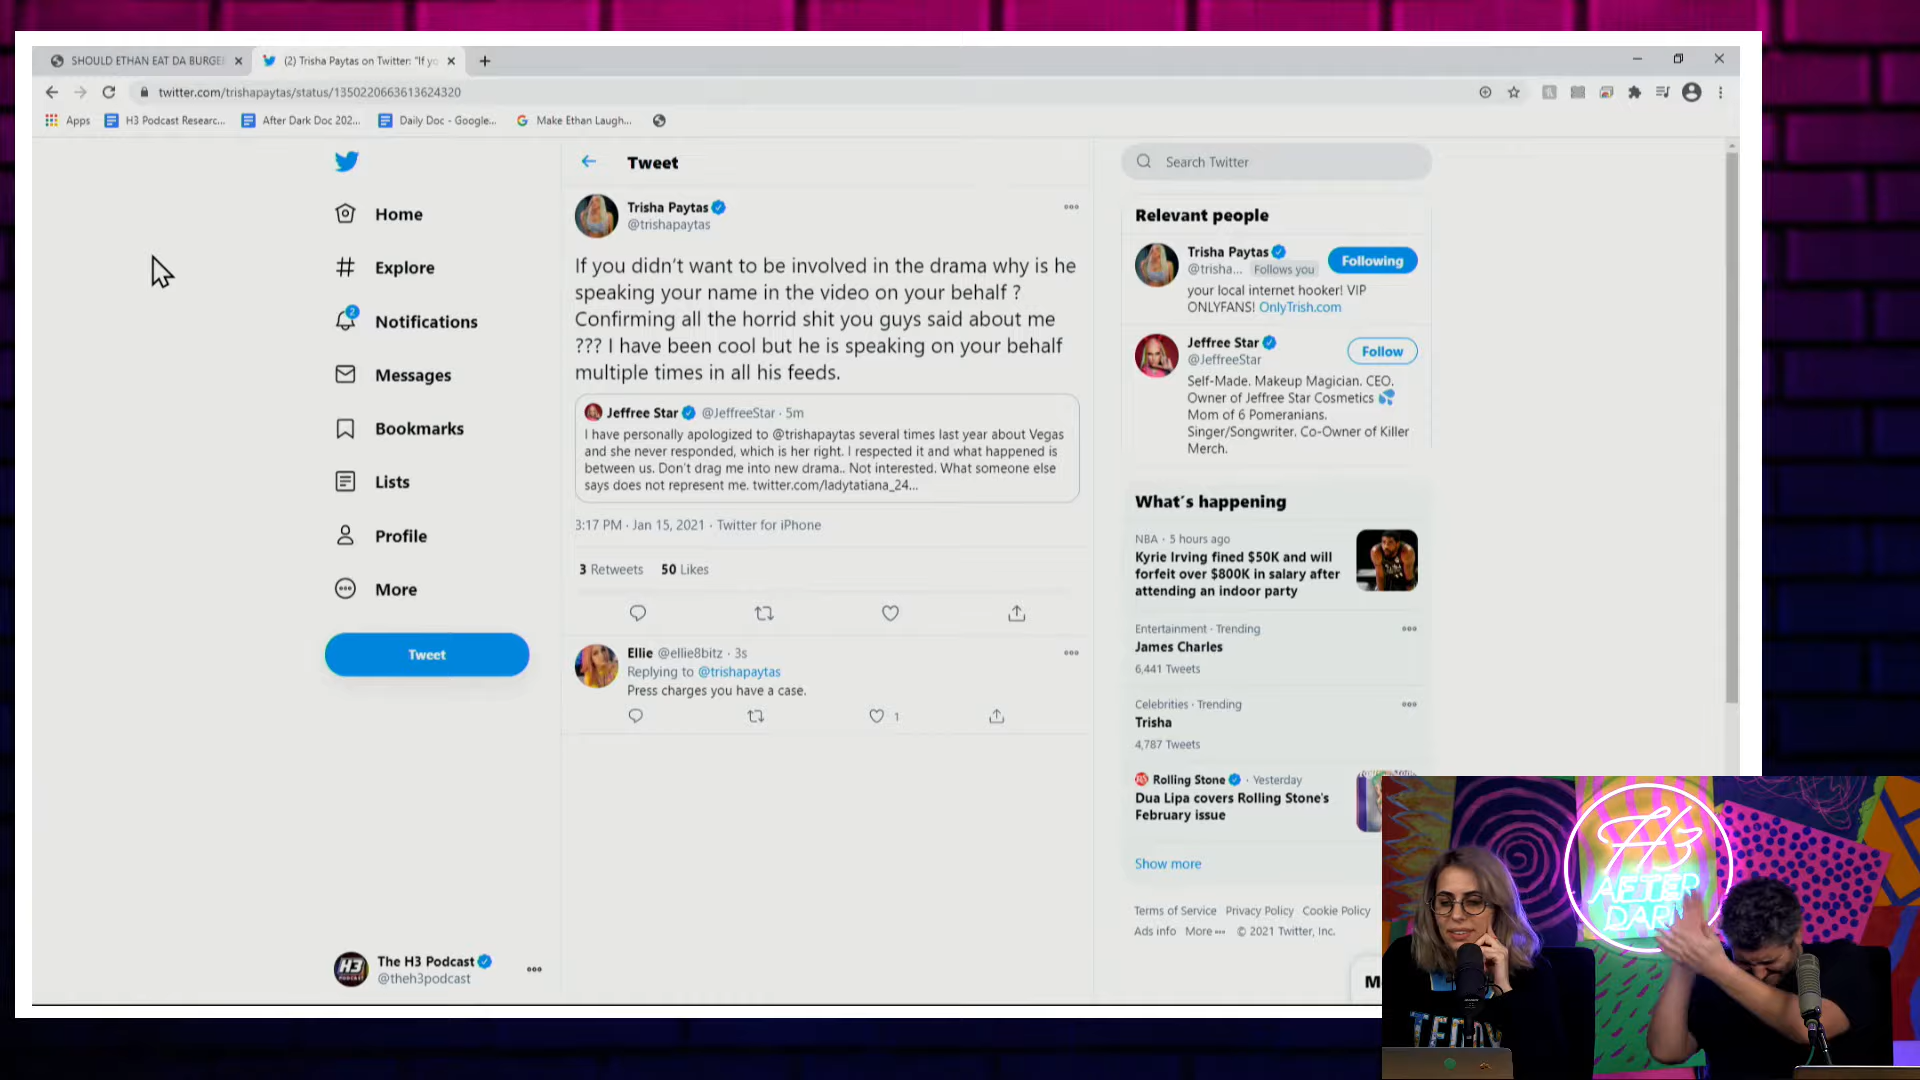 SHOULD ETHAN EAT DA BURGE
(2) Trisha Paytas on Twitter: "If yo
twitter.com/trishapaytas/status/1350220663613624320
Apps
H3 Podcast Researc...
After Dark Doc 202...
Daily Doc - Google...
Make Ethan Laugh...
Home
Explore
2
Notifications
Messages
Bookmarks
Lists
Profile
More
Tweet
H3 PODCAST
The H3 Podcast
@theh3podcast
Tweet
Trisha Paytas
@trishapaytas
If you didn't want to be involved in the drama why is he
speaking your name in the video on your behalf ?
Confirming all the horrid shit you guys said about me
??? I have been cool but he is speaking on your behalf
multiple times in all his feeds.
Jeffree Star @JeffreeStar · 5m
I have personally apologized to @trishapaytas several times last year about Vegas
and she never responded, which is her right. I respected it and what happened is
between us. Don't drag me into new drama.. Not interested. What someone else
says does not represent me. twitter.com/ladytatiana_24...
3:17 PM · Jan 15, 2021 · Twitter for iPhone
3 Retweets 50 Likes
Ellie @ellie8bitz · 3s
Replying to @trishapaytas
Press charges you have a case.
1
Search Twitter
Relevant people
Trisha Paytas
@trisha... Follows you
Following
your local internet hooker! VIP
ONLYFANS! OnlyTrish.com
Jeffree Star
@JeffreeStar
Follow
Self-Made. Makeup Magician. CEO.
Owner of Jeffree Star Cosmetics
Mom of 6 Pomeranians.
Singer/Songwriter. Co-Owner of Killer
Merch.
What's happening
NBA · 5 hours ago
Kyrie Irving fined $50K and will
forfeit over $800K in salary after
attending an indoor party
Entertainment · Trending
James Charles
6,441 Tweets
Celebrities · Trending
Trisha
4,787 Tweets
Rolling Stone · Yesterday
Dua Lipa covers Rolling Stone's
February issue
Show more
Terms of Service Privacy Policy Cookie Policy
Ads info More © 2021 Twitter, Inc.
H3
AFTER
DARK
TEDDY